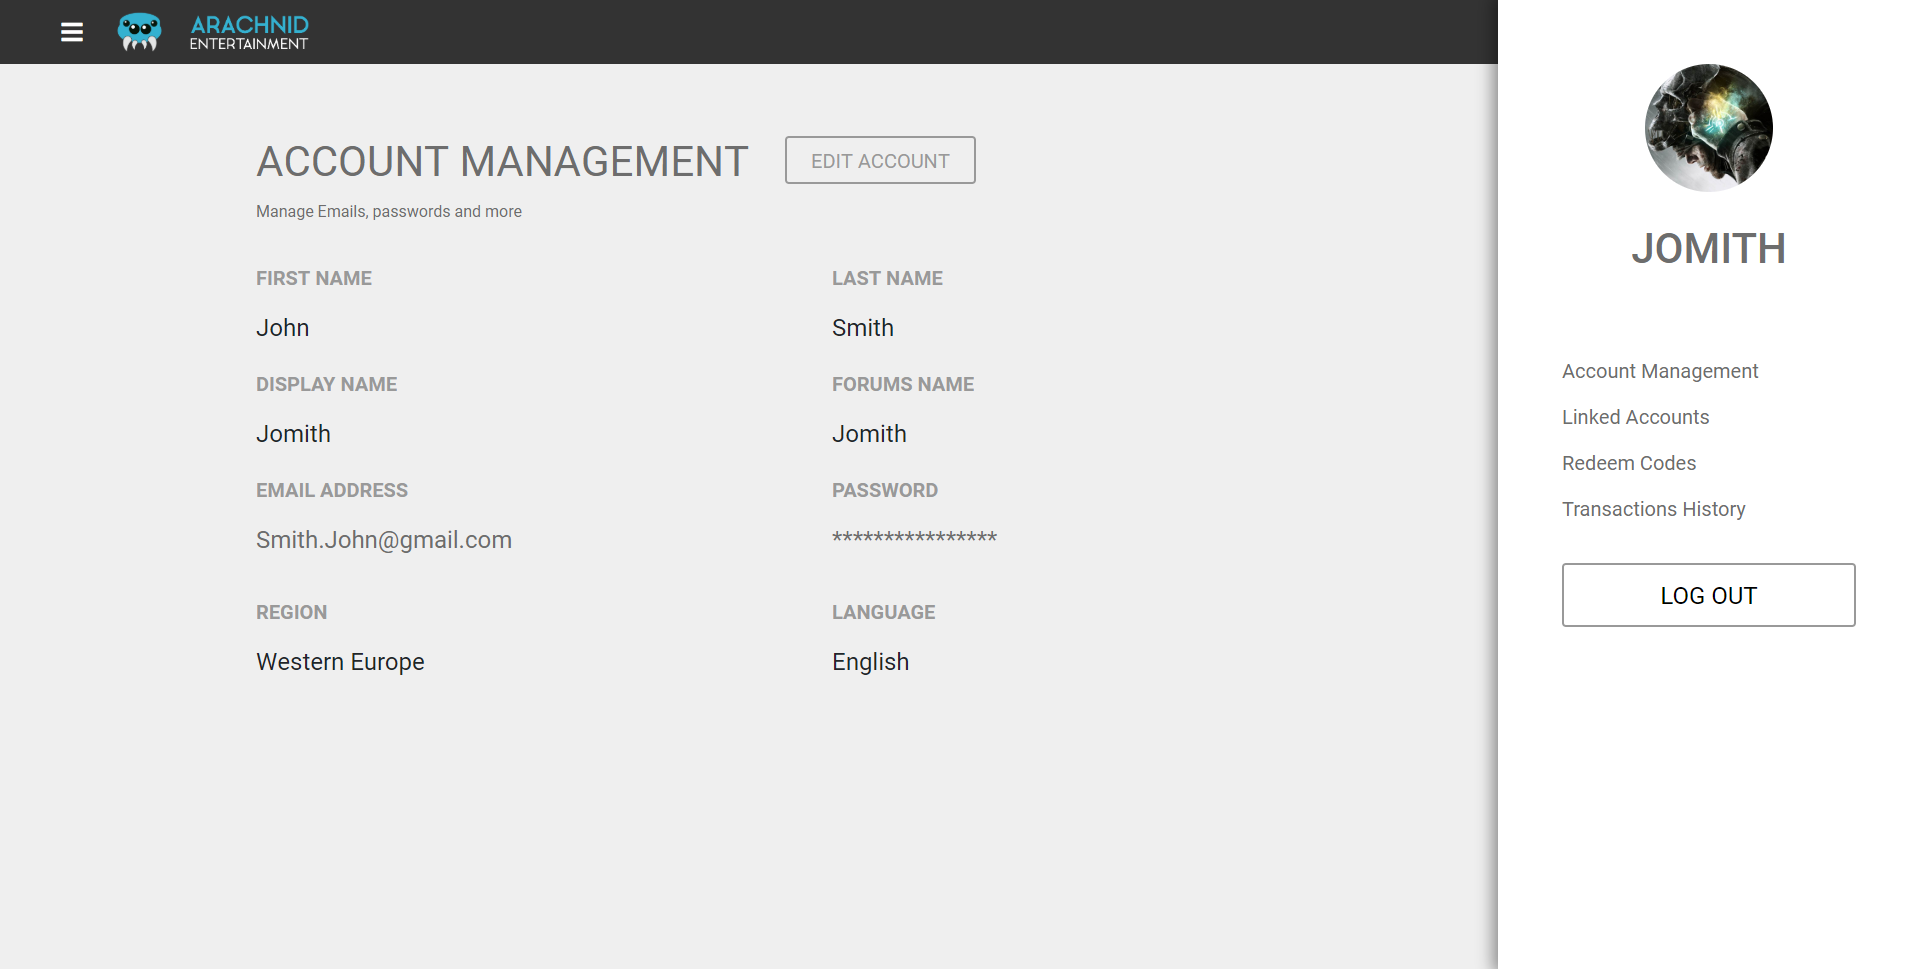 ARACHNID
ENTERTAINMENT
ACCOUNT MANAGEMENT
EDIT ACCOUNT
Manage Emails, passwords and more
FIRST NAME
LAST NAME
John
Smith
DISPLAY NAME
FORUMS NAME
Jomith
Jomith
EMAIL ADDRESS
PASSWORD
Smith.John@gmail.com
****************
REGION
LANGUAGE
Western Europe
English
JOMITH
Account Management
Linked Accounts
Redeem Codes
Transactions History
LOG OUT